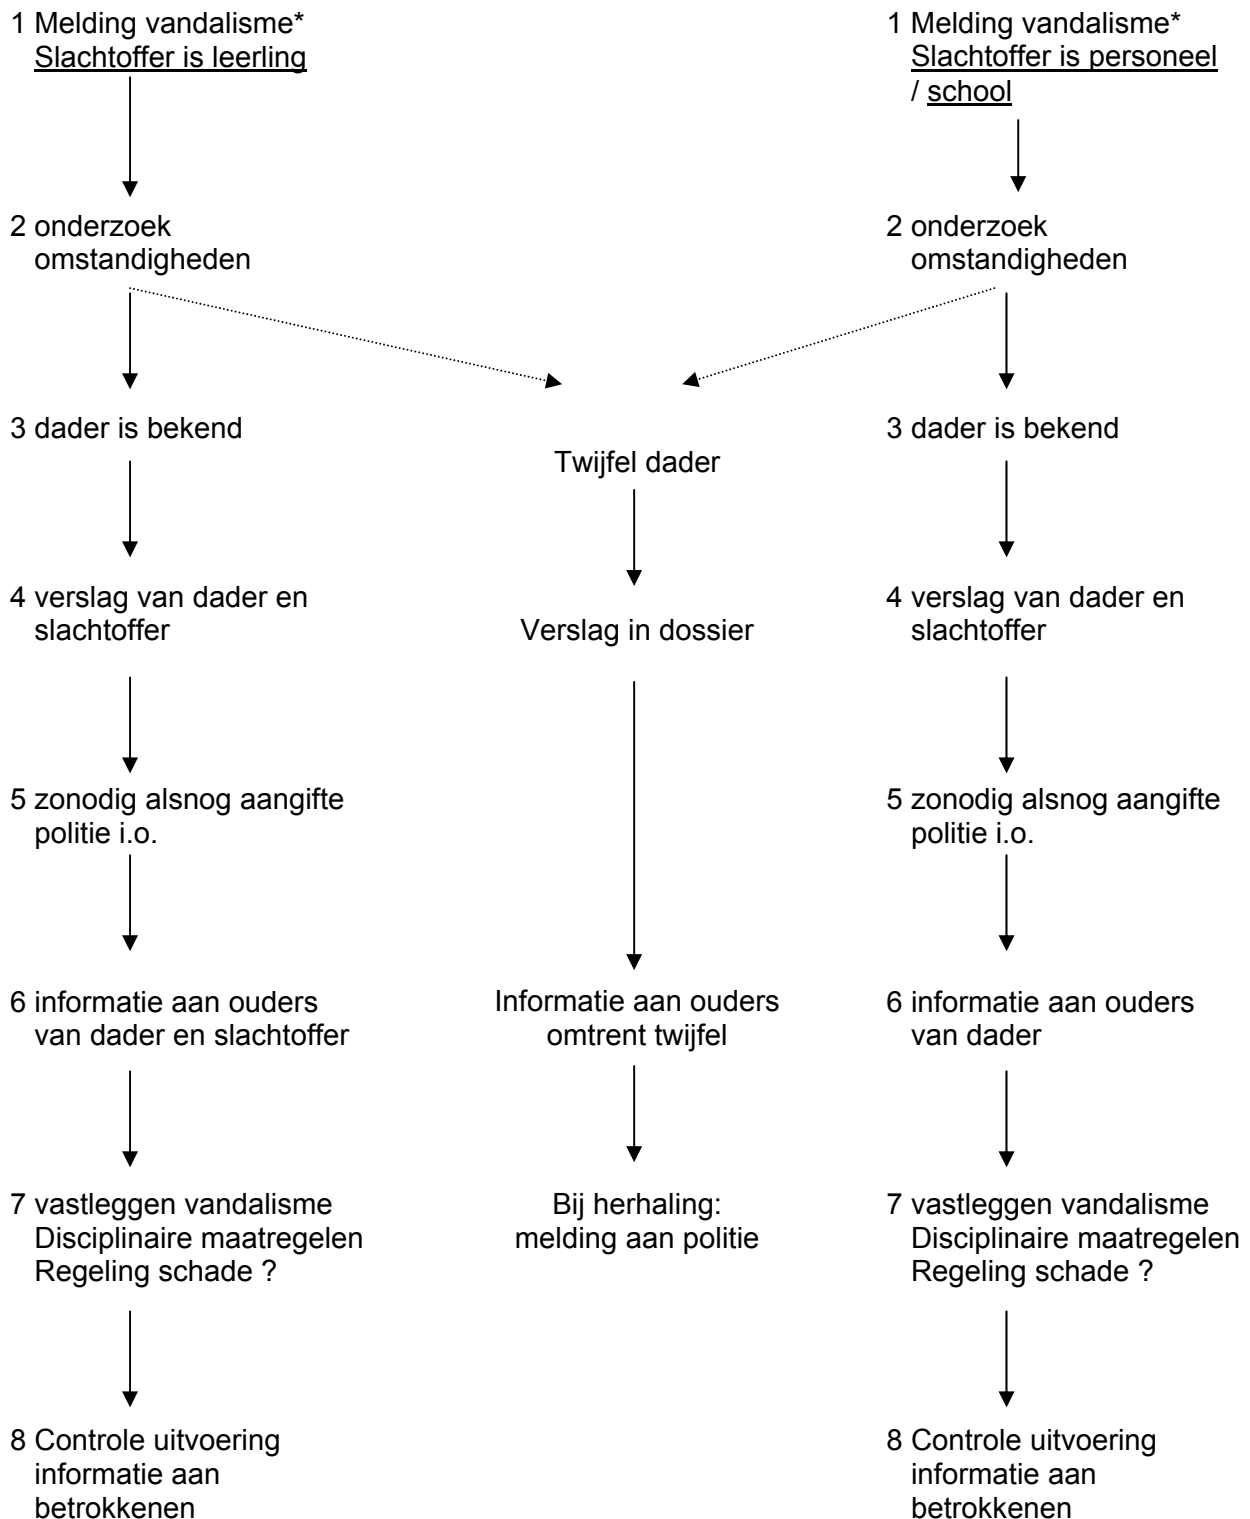 1 Melding vandalisme*
Slachtoffer is leerling
2 onderzoek
omstandigheden
3 dader is bekend
4 verslag van dader en
slachtoffer
5 zonodig alsnog aangifte
politie i.o.
6 informatie aan ouders
van dader en slachtoffer
7 vastleggen vandalisme
Disciplinaire maatregelen
Regeling schade ?
8 Controle uitvoering
informatie aan
betrokkenen
Twijfel dader
Verslag in dossier
Informatie aan ouders
omtrent twijfel
Bij herhaling:
melding aan politie
1 Melding vandalisme*
Slachtoffer is personeel
/ school
2 onderzoek
omstandigheden
3 dader is bekend
4 verslag van dader en
slachtoffer
5 zonodig alsnog aangifte
politie i.o.
6 informatie aan ouders
van dader
7 vastleggen vandalisme
Disciplinaire maatregelen
Regeling schade ?
8 Controle uitvoering
informatie aan
betrokkenen